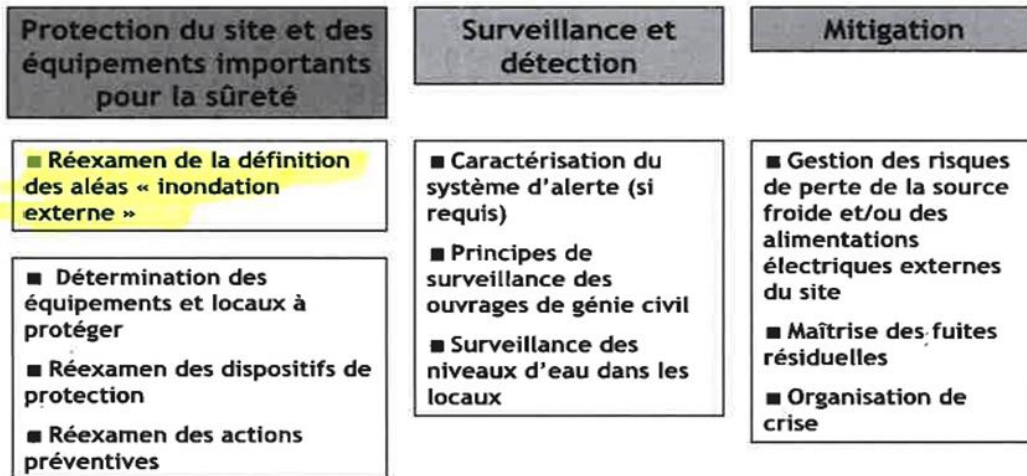 Protection du site et des
équipements importants
pour la sûreté
■ Réexamen de la définition
des aléas « inondation
externe »
■ Détermination des
équipements et locaux à
protéger
■ Réexamen des dispositifs de
protection
■ Réexamen des actions
préventives
Surveillance et
détection
■ Caractérisation du
système d'alerte (si
requis)
■ Principes de
surveillance des
ouvrages de génie civil
■ Surveillance des
niveaux d'eau dans les
locaux
Mitigation
■ Gestion des risques
de perte de la source
froide et/ou des
alimentations
électriques externes
du site
■ Maîtrise des fuites
résiduelles
■ Organisation de
crise